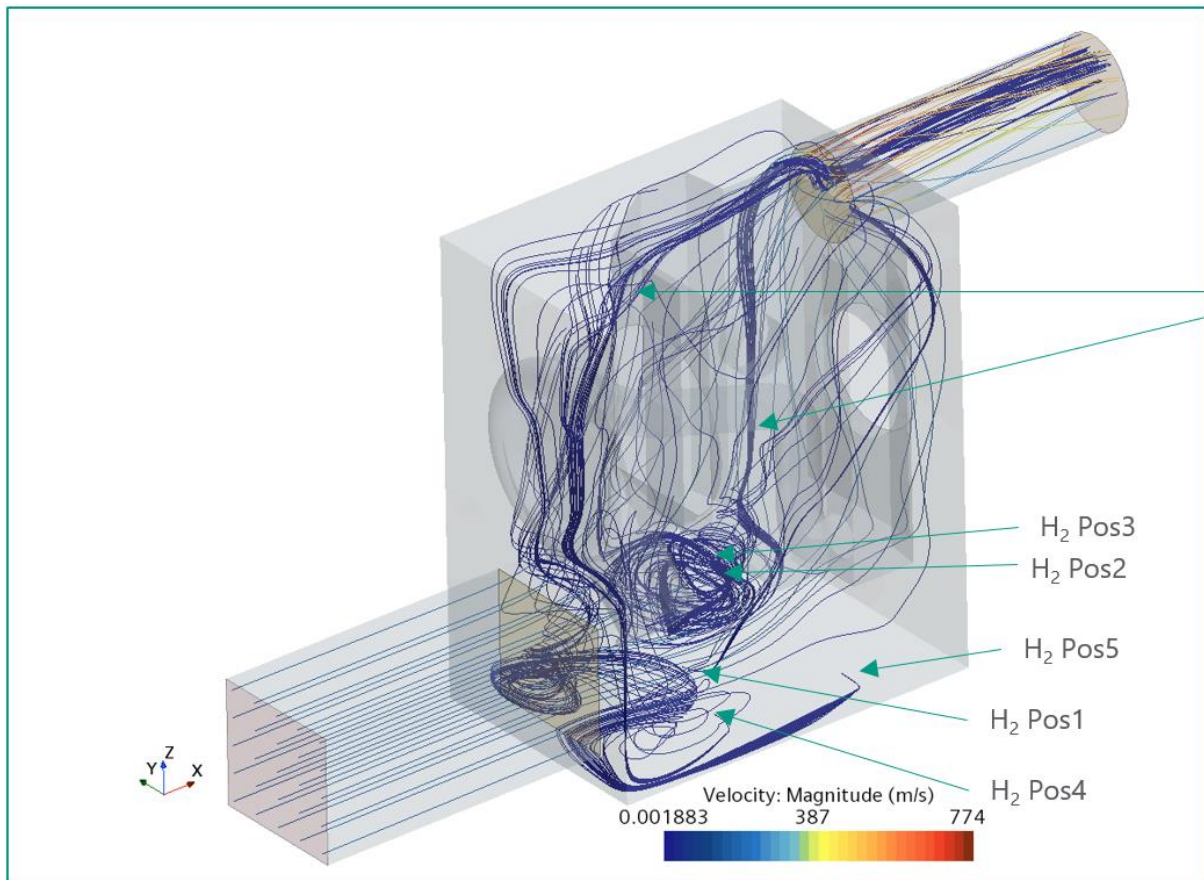 H₂ Pos3
H₂ Pos2
H₂ Pos5
H₂ Pos1
H₂ Pos4
Z
Y X
Velocity: Magnitude (m/s)
0.001883 387 774